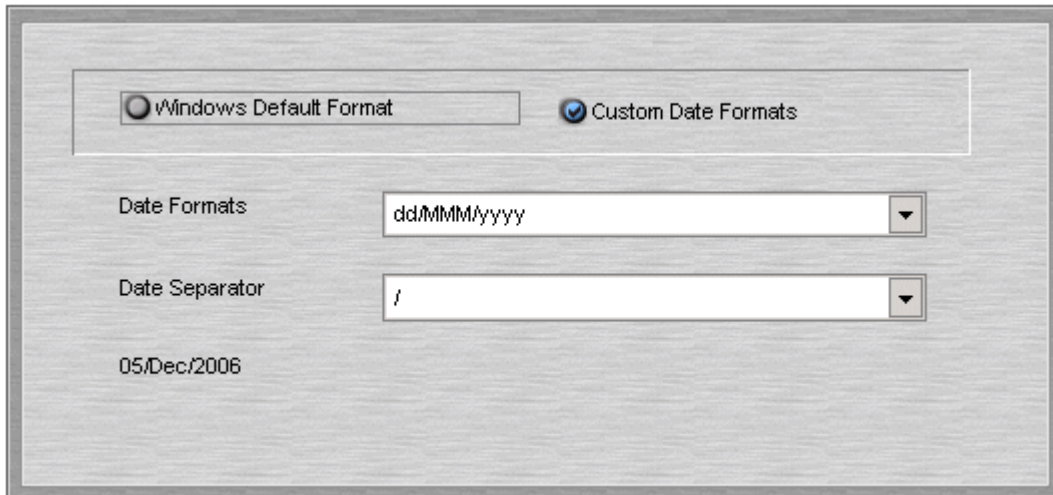 Windows Default Format
Custom Date Formats
Date Formats
dd/MMM/yyyy
Date Separator
/
05/Dec/2006